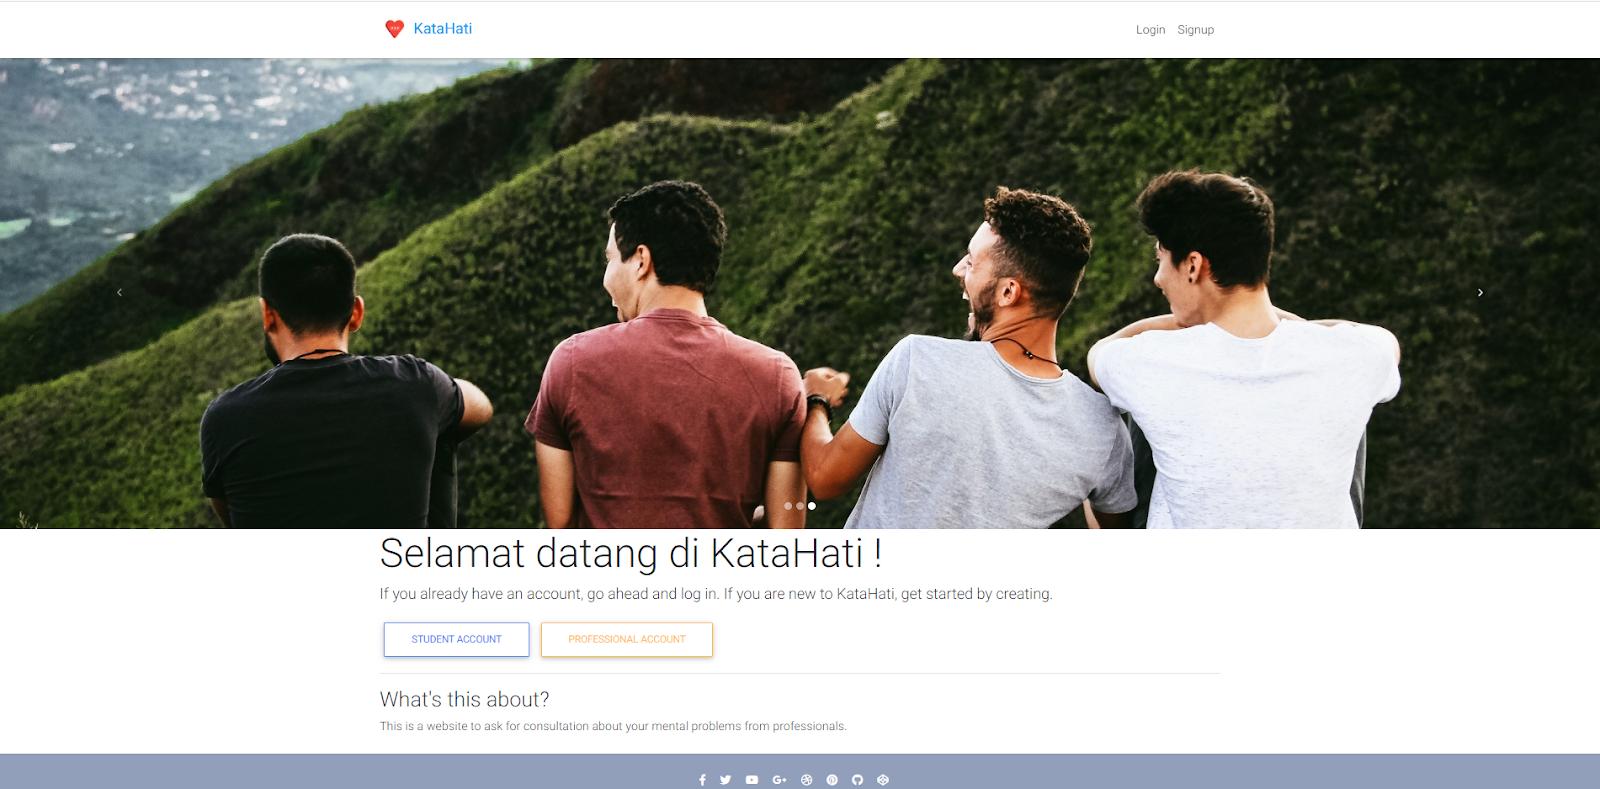 KataHati
Login Signup
Selamat datang di KataHati !
If you already have an account, go ahead and log in. If you are new to KataHati, get started by creating.
STUDENT ACCOUNT PROFESSIONAL ACCOUNT
What's this about?
This is a website to ask for consultation about your mental problems from professionals.